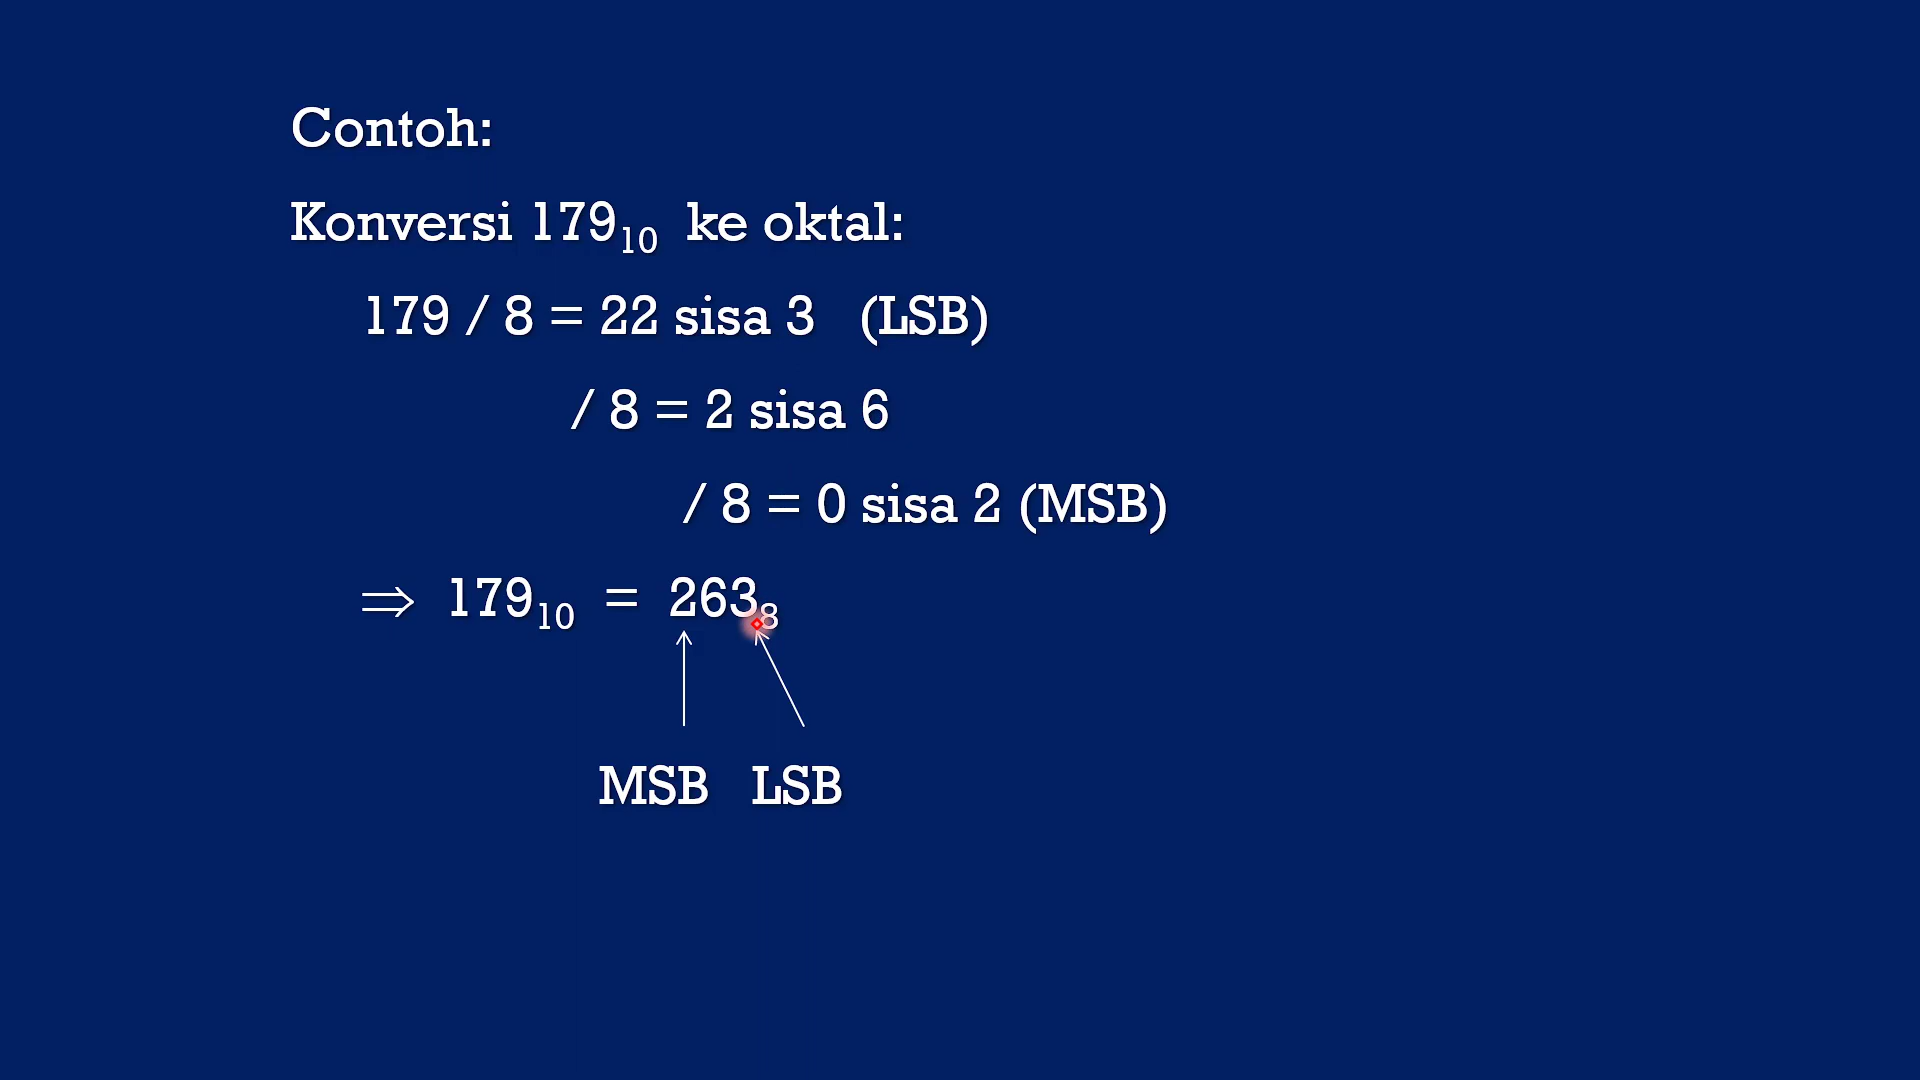 Contoh:
Konversi 179₁₀ ke oktal:
179 / 8 = 22 sisa 3 (LSB)
/ 8 = 2 sisa 6
/ 8 = 0 sisa 2 (MSB)
⇒ 179₁₀ = 263₈
MSB LSB